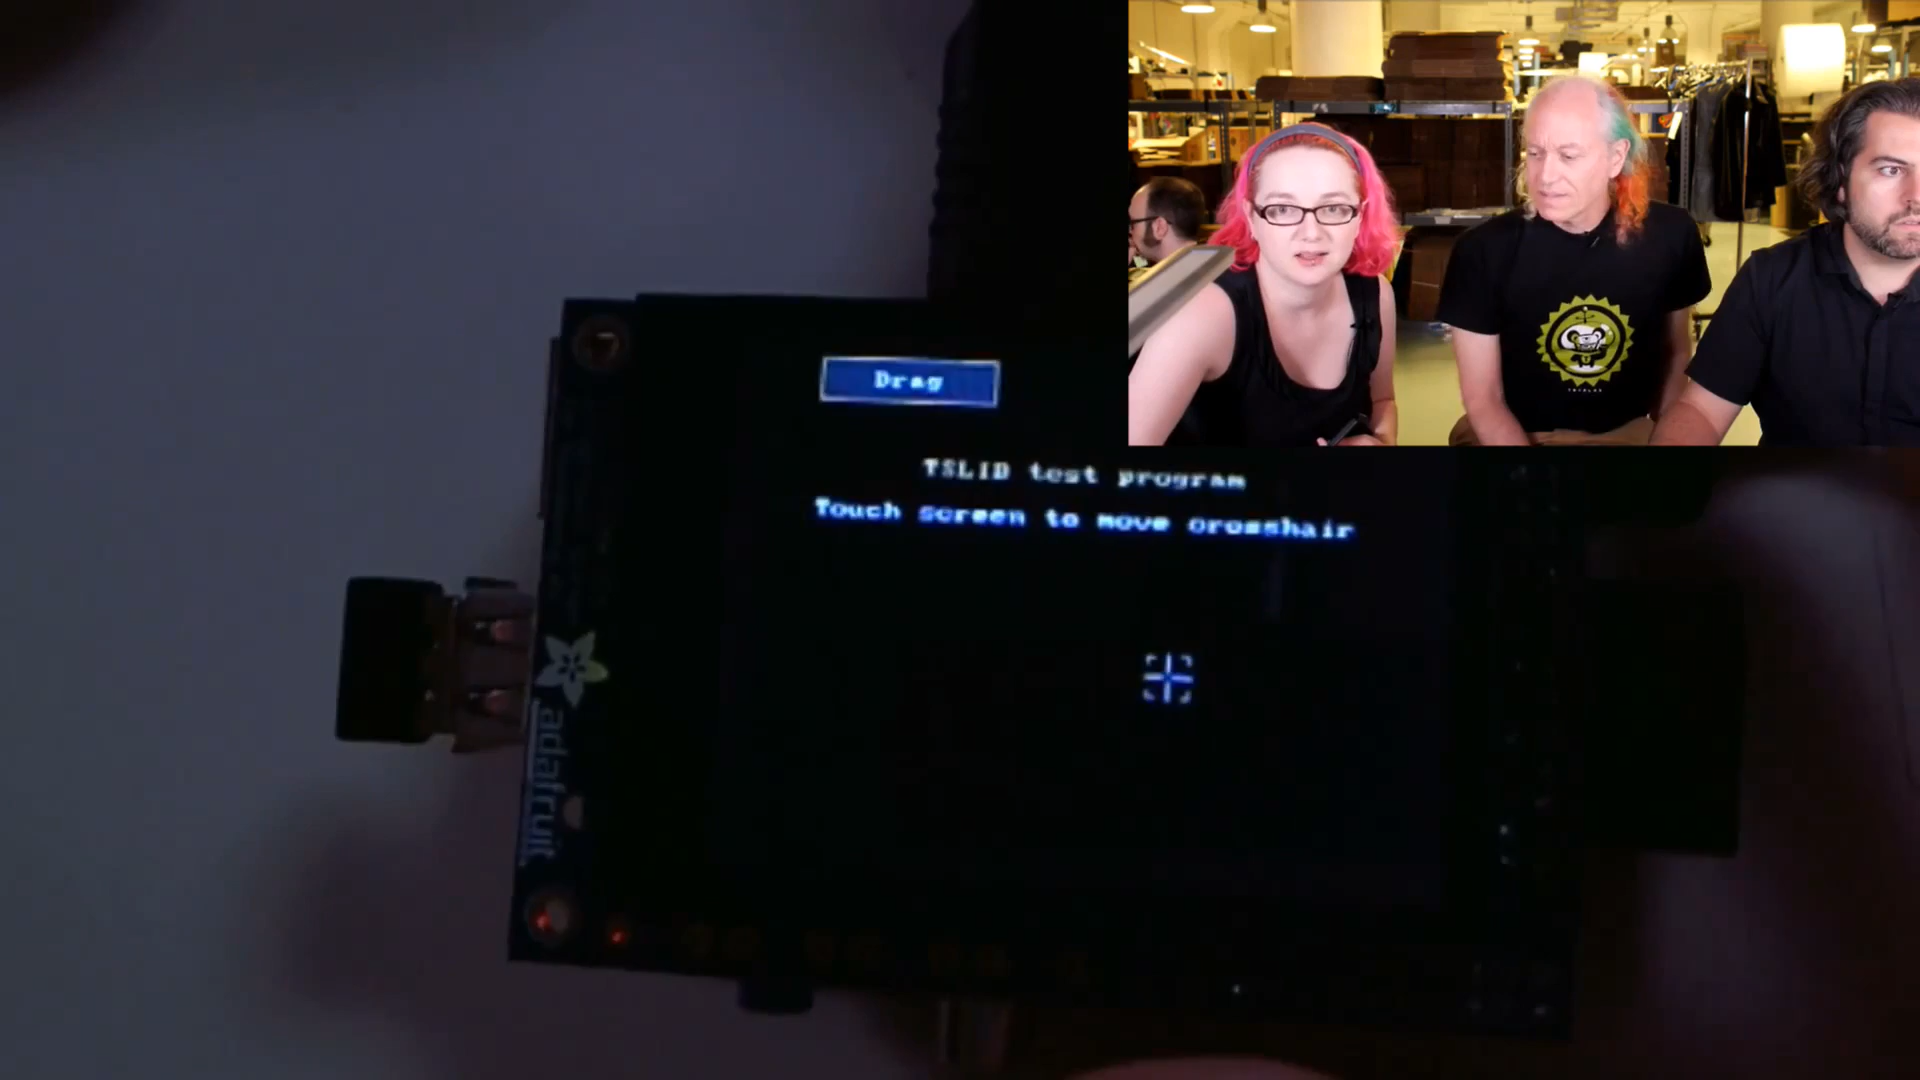 Drag
TSLIB test program
Touch screen to move crosshair
adafruit